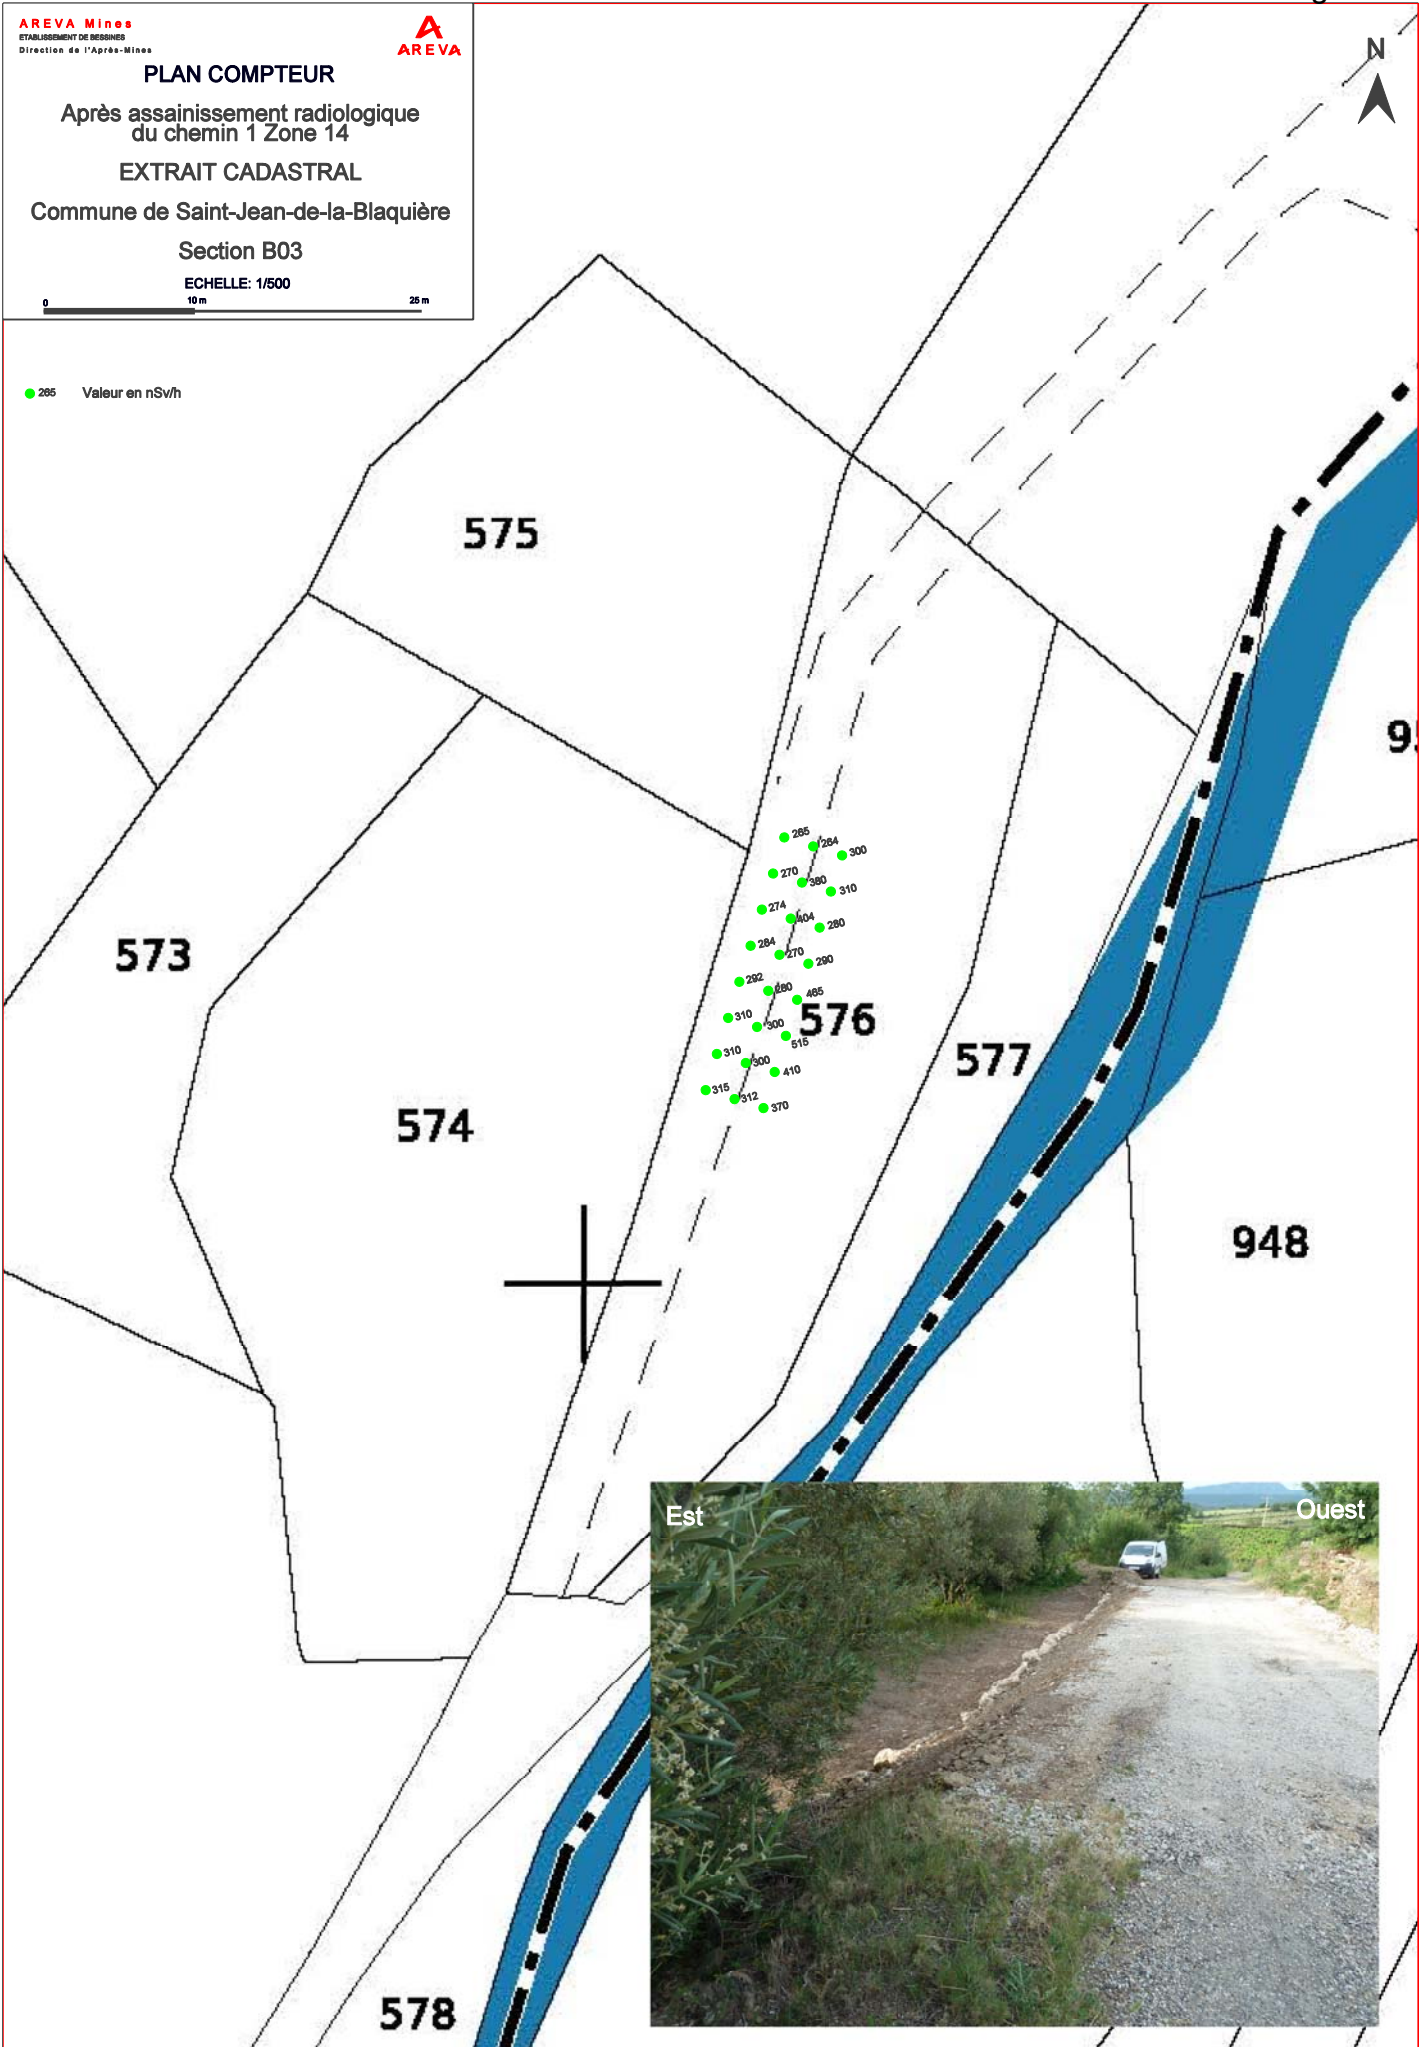 AREVA Mines
ETABLISSEMENT DE BESSINES
Direction de l'Après-Mines
AREVA
PLAN COMPTEUR
Après assainissement radiologique
du chemin 1 Zone 14
EXTRAIT CADASTRAL
Commune de Saint-Jean-de-la-Blaquière
Section B03
ECHELLE: 1/500
0 10 m 25 m
N
265 Valeur en nSv/h
575
265
264
300
270
380
310
274
404
280
284
270
290
292
280
465
310
300
515
310
300
410
315
312
370
573
576
577
574
948
578
Est
Ouest